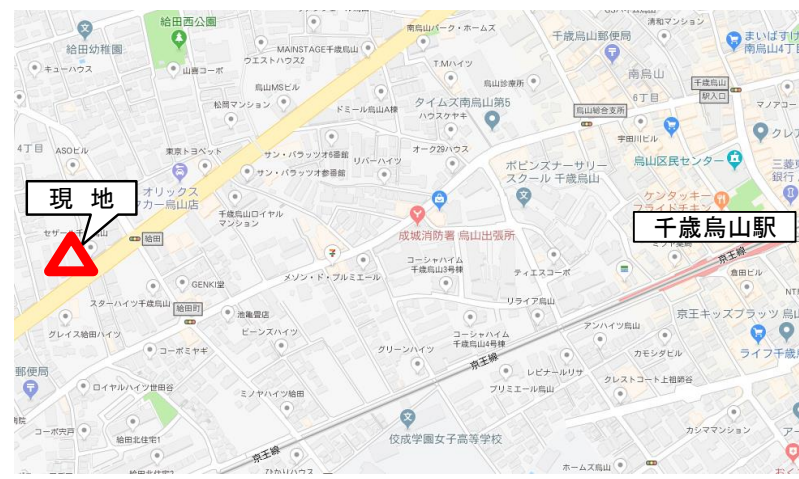 給田西公園
給田幼稚園
キューハウス
山喜コーポ
MAINSTAGE千歳烏山
ウエストハウス2
烏山MSビル
松岡マンション
ドミール烏山A棟
南烏山パーク・ホームズ
T.Mハイツ
烏山診療所
タイムズ南烏山第5
ハウスケヤキ
オーク29ハウス
千歳烏山郵便局
清和マンション
まいばすけ
南烏山4丁目
南烏山
6丁目
千歳烏山
駅入口
烏山総合支所
マノアコー
宇田川ビル
クレア
烏山区民センター
三菱
銀行
ケンタッキー
フライドチキン
ポピンズナーサリー
スクール 千歳烏山
4丁目
ASOビル
東京トヨペット
サン・パラッツオ6番館
サン・パラッツオ参番館
リバーハイツ
オリックス
カー烏山店
現 地
千歳烏山ロイヤル
マンション
給田
成城消防署 烏山出張所
千歳烏山駅
京王線
倉田ビル
コーシャハイム
千歳烏山3号棟
ティエスコーポ
メゾン・ド・プルミエール
GENKI堂
スターハイツ千歳烏山
給田町
池亀畳店
リライア烏山
グレイス給田ハイツ
ビーンズハイツ
コーポミヤギ
グリーンハイツ
コーシャハイム
千歳烏山4号棟
アンハイツ烏山
京王キッズプラッツ 烏山
カモシダビル
ライフ千歳
京王線
レビナールリサ
プリミエール烏山
クレストコート上祖師谷
郵便局
ロイヤルハイツ世田谷
ミノヤハイツ給田
コーポ宍戸
給田北住宅1
佼成学園女子高等学校
カシママンション
京王線
ひかりハウス
ホームズ烏山